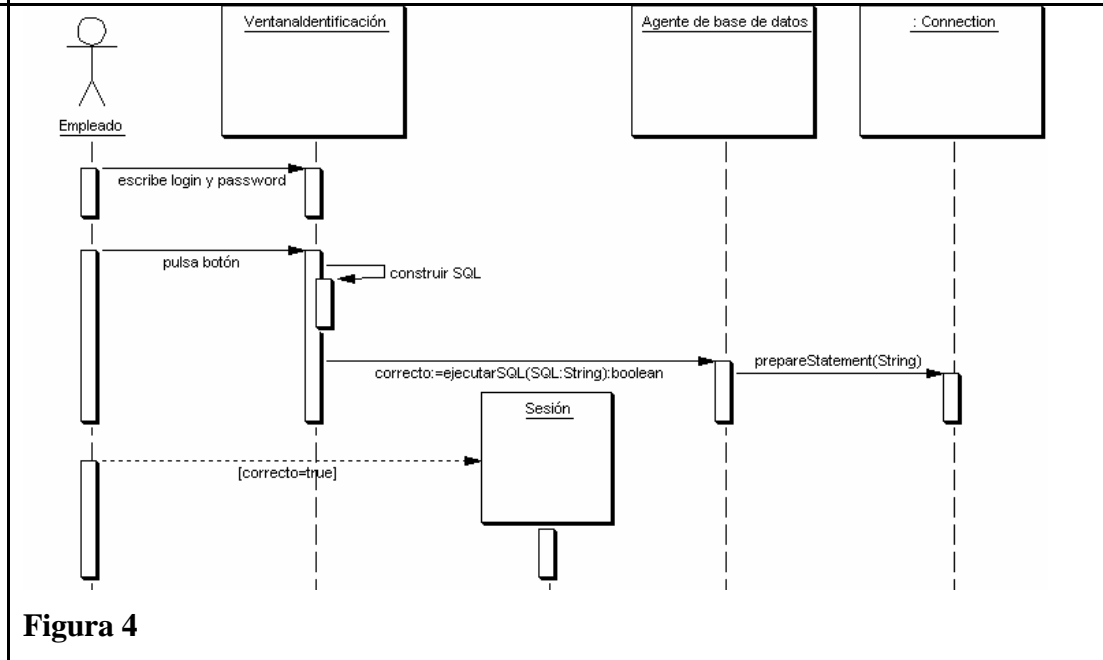 VentanaIdentificación
Agente de base de datos
: Connection
Empleado
escribe login y password
pulsa botón
construir SQL
correcto:=ejecutarSQL(SQL:String):boolean
prepareStatement(String)
Sesión
[correcto=true]
Figura 4